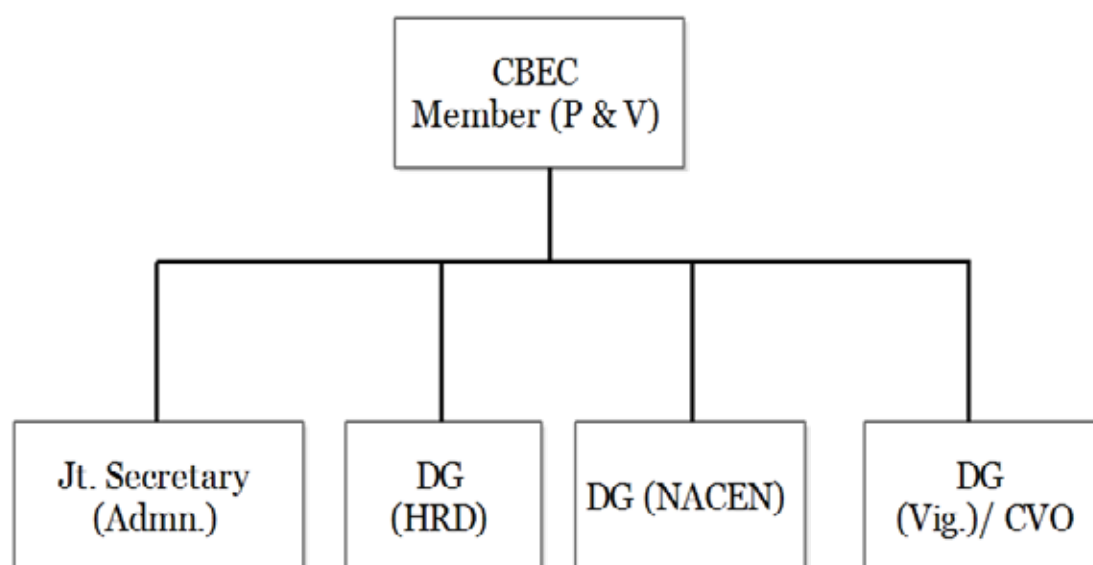 CBEC
Member (P & V)
Jt. Secretary
(Admn.)
DG
(HRD)
DG (NACEN)
DG
(Vig.)/ CVO